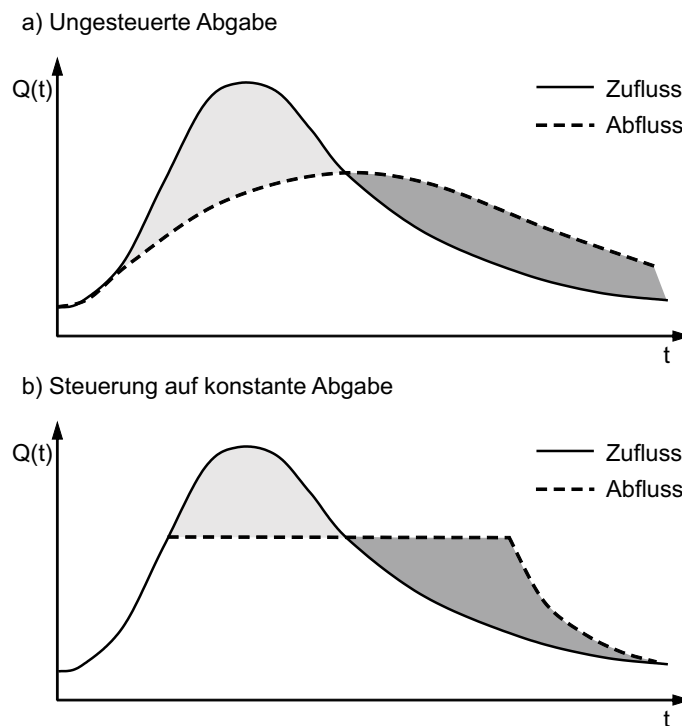 a) Ungesteuerte Abgabe
Q(t)
Zufluss
Abfluss
t
b) Steuerung auf konstante Abgabe
Q(t)
Zufluss
Abfluss
t